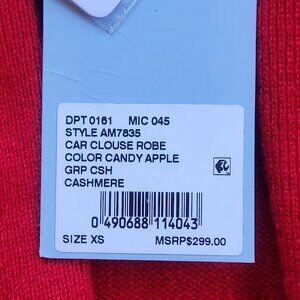 DPT 0161 MIC 045
STYLE AM7835
CAR CLOUSE ROBE
COLOR CANDY APPLE
GRP CSH
CASHMERE
0 490688 114043
SIZE XS MSRP$299.00